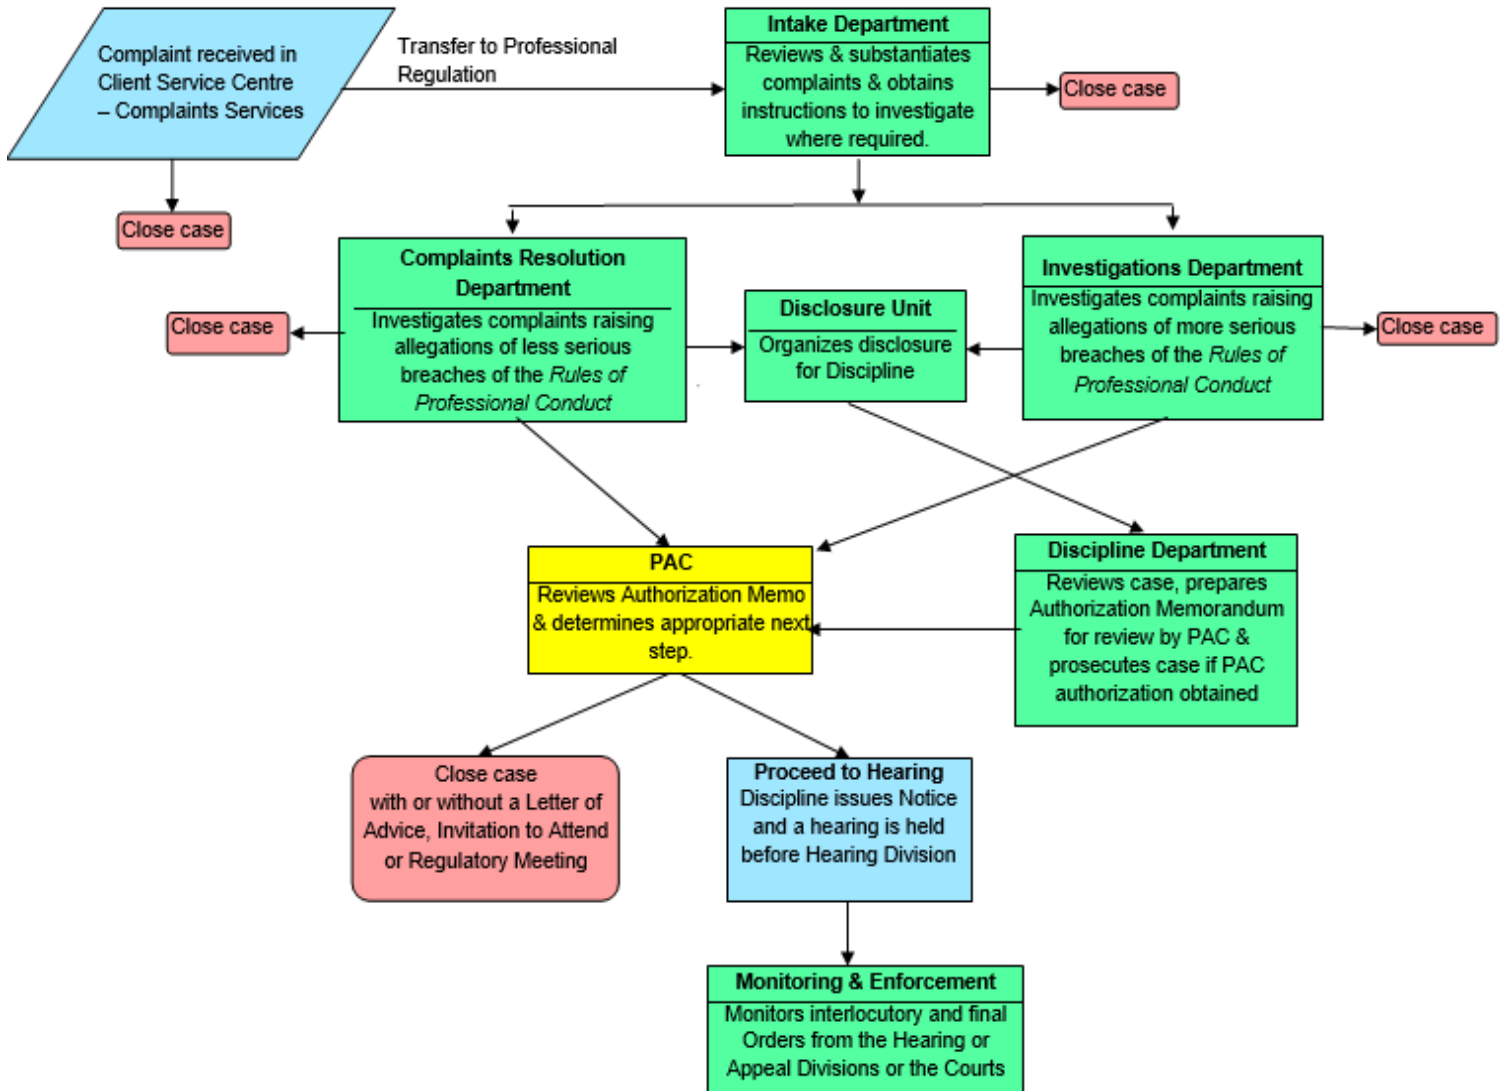 Complaint received in
Client Service Centre
– Complaints Services
Transfer to Professional
Regulation
Intake Department
Reviews & substantiates
complaints & obtains
instructions to investigate
where required.
Close case
Close case
Complaints Resolution
Department
Investigates complaints raising
allegations of less serious
breaches of the Rules of
Professional Conduct
Close case
Disclosure Unit
Organizes disclosure
for Discipline
Investigations Department
Investigates complaints raising
allegations of more serious
breaches of the Rules of
Professional Conduct
Close case
PAC
Reviews Authorization Memo
& determines appropriate next
step.
Discipline Department
Reviews case, prepares
Authorization Memorandum
for review by PAC &
prosecutes case if PAC
authorization obtained
Close case
with or without a Letter of
Advice, Invitation to Attend
or Regulatory Meeting
Proceed to Hearing
Discipline issues Notice
and a hearing is held
before Hearing Division
Monitoring & Enforcement
Monitors interlocutory and final
Orders from the Hearing or
Appeal Divisions or the Courts